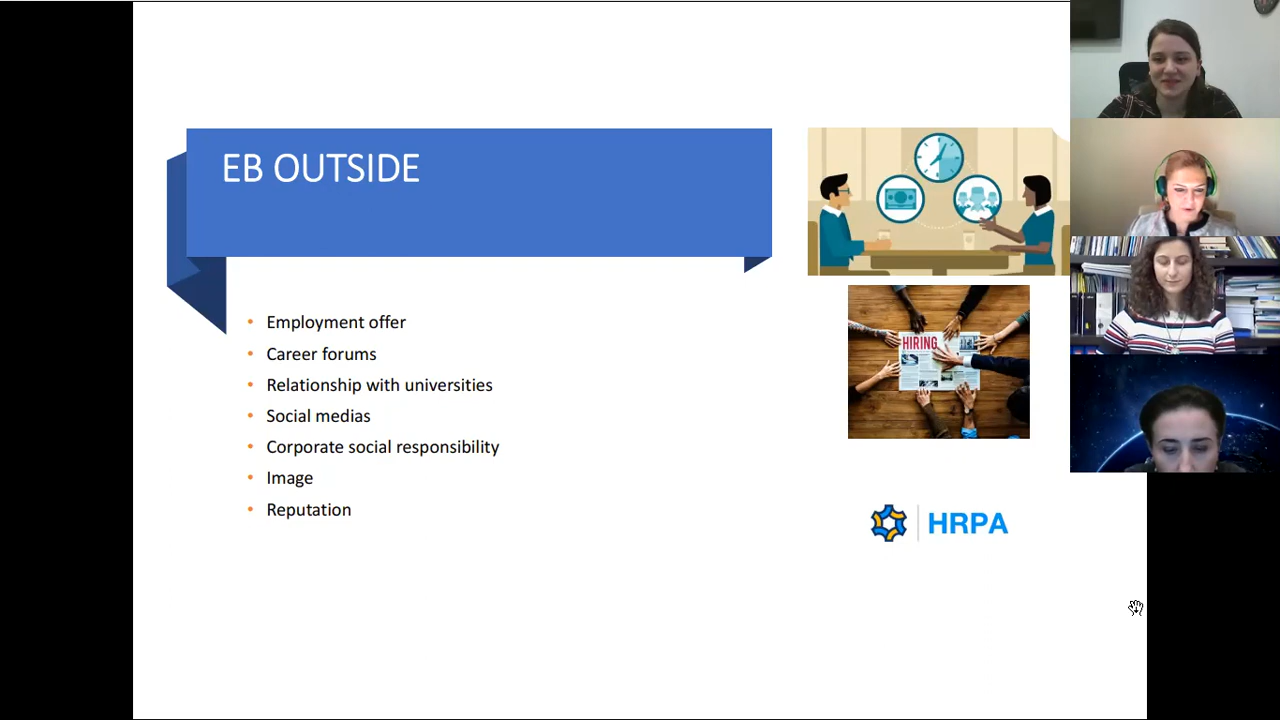 EB OUTSIDE
• Employment offer
• Career forums
• Relationship with universities
• Social medias
• Corporate social responsibility
• Image
• Reputation
HIRING
HRPA